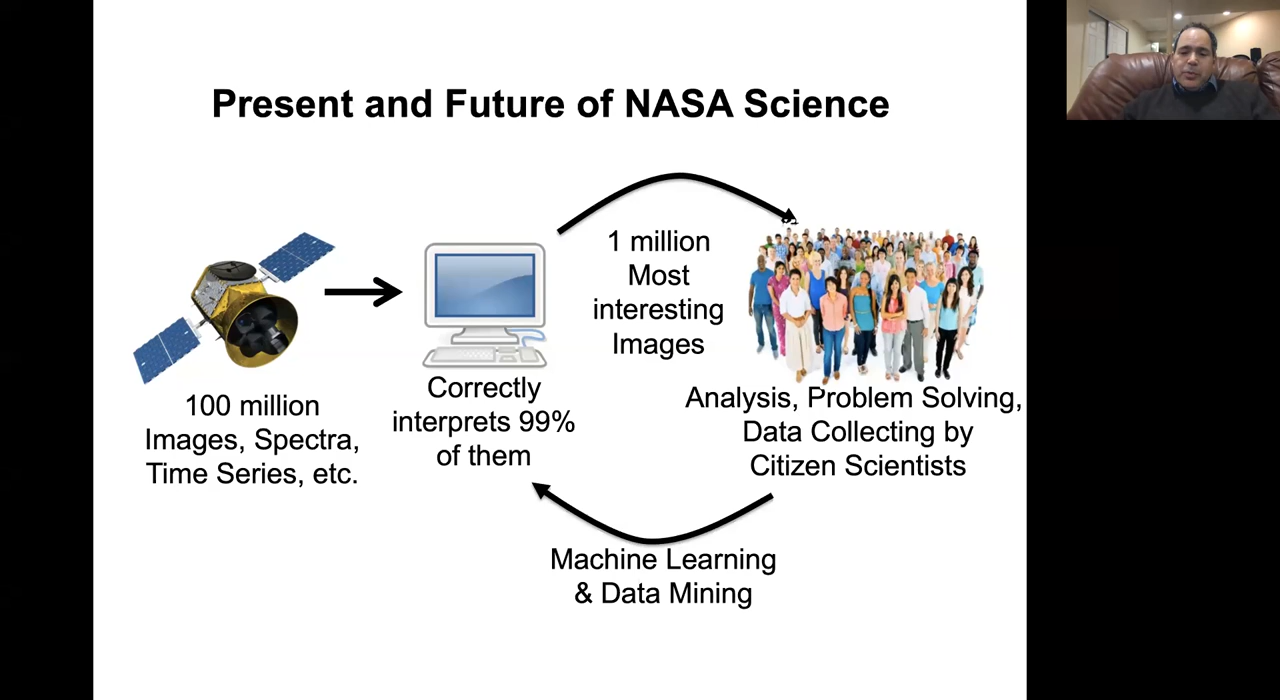 Present and Future of NASA Science
100 million
Images, Spectra,
Time Series, etc.
Correctly
interprets 99%
of them
1 million
Most
interesting
Images
Analysis, Problem Solving,
Data Collecting by
Citizen Scientists
Machine Learning
& Data Mining